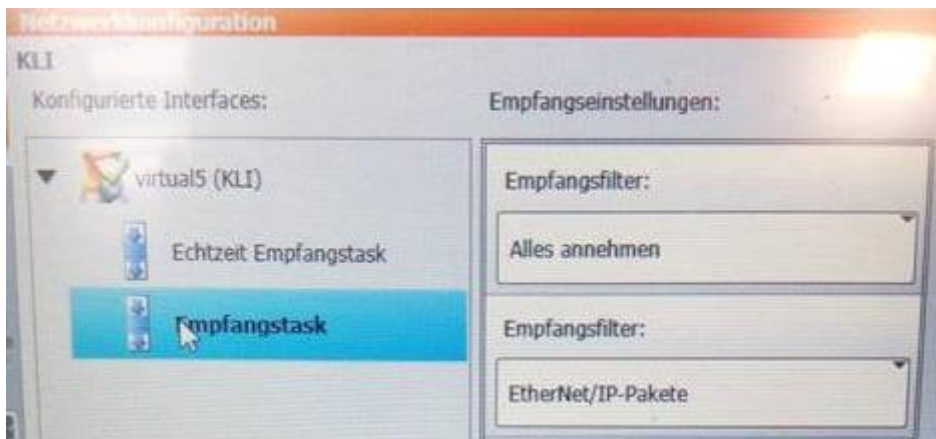 Netzwerkkonfiguration
KLI
Konfigurierte Interfaces:
virtual5 (KLI)
Echtzeit Empfangstask
Empfangstask
Empfangseinstellungen:
Empfangsfilter:
Alles annehmen
Empfangsfilter:
EtherNet/IP-Pakete